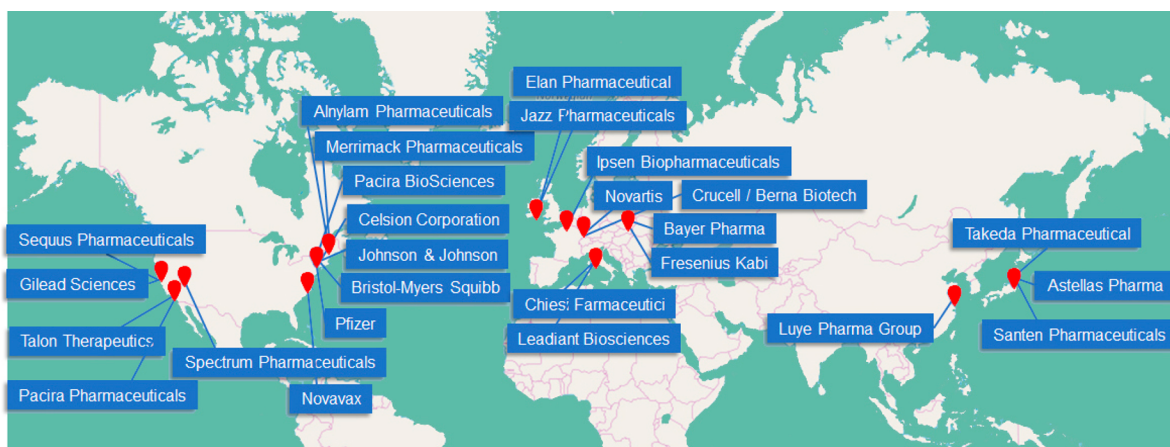 Elan Pharmaceutical
Alnylam Pharmaceuticals
Jazz Pharmaceuticals
Merrimack Pharmaceuticals
Ipsen Biopharmaceuticals
Pacira BioSciences
Novartis
Crucell / Berna Biotech
Celsion Corporation
Bayer Pharma
Sequus Pharmaceuticals
Takeda Pharmaceutical
Johnson & Johnson
Fresenius Kabi
Gilead Sciences
Bristol-Myers Squibb
Astellas Pharma
Chiesi Farmaceutici
Pfizer
Luye Pharma Group
Santen Pharmaceuticals
Leadiant Biosciences
Talon Therapeutics
Spectrum Pharmaceuticals
Pacira Pharmaceuticals
Novavax